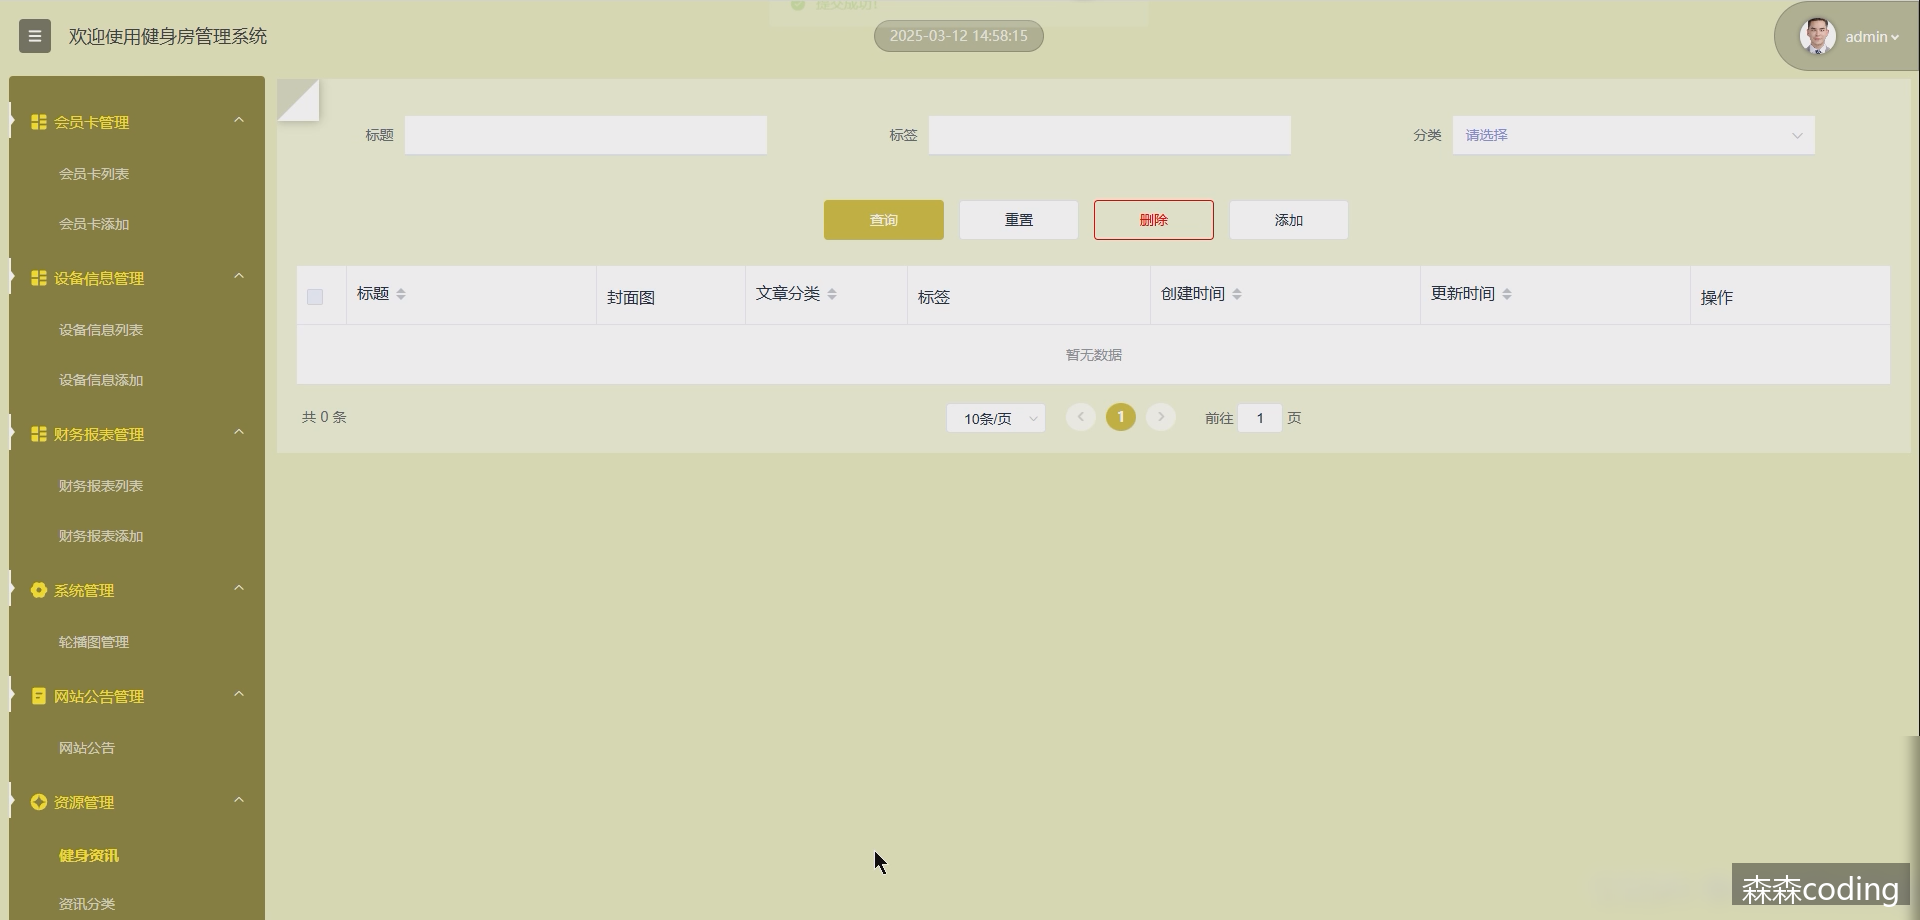 提交成功!
欢迎使用健身房管理系统
2025-03-12 14:58:15
admin
会员卡管理
会员卡列表
会员卡添加
设备信息管理
设备信息列表
设备信息添加
财务报表管理
财务报表列表
财务报表添加
系统管理
轮播图管理
网站公告管理
网站公告
资源管理
健身资讯
资讯分类
标题
标签
分类 请选择
查询 重置 删除 添加
标题 封面图 文章分类 标签 创建时间 更新时间 操作
暂无数据
共 0 条 10条/页 1 前往 1 页
森森coding